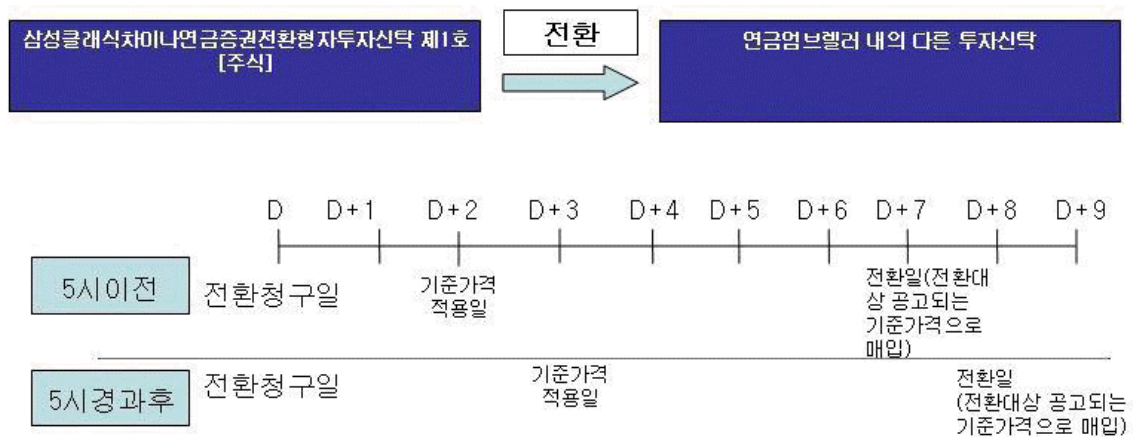 삼성클래식차이나연금증권전환형자투자신탁 제1호
[주식]
전환
연금엄브렐러 내의 다른 투자신탁
D D+1 D+2 D+3 D+4 D+5 D+6 D+7 D+8 D+9
5시이전
전환청구일
기준가격
적용일
전환일(전환대
상 공고되는
기준가격으로
매입)
5시경과후
전환청구일
기준가격
적용일
전환일
(전환대상 공고되는
기준가격으로 매입)